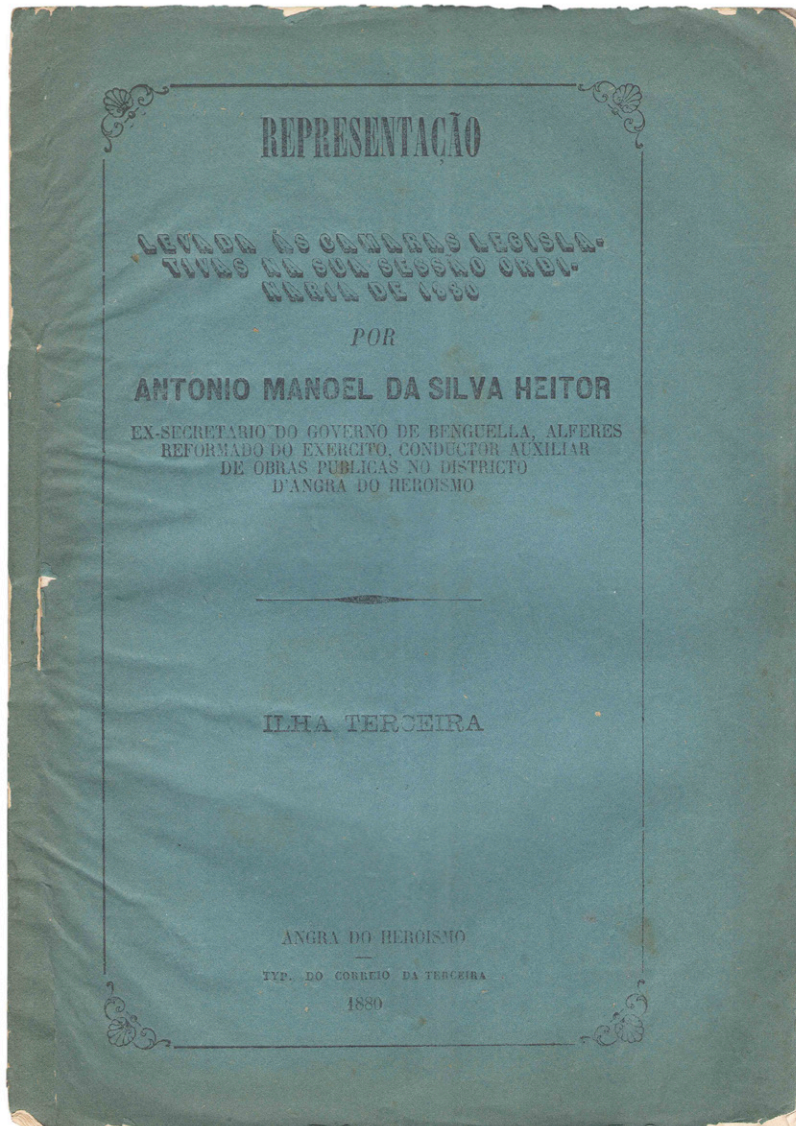 REPRESENTAÇÃO
LEVADA ÁS CAMARAS LEGISLA-
TIVAS NA SUA SESSÃO ORDI-
NARIA DE 1880
POR
ANTONIO MANOEL DA SILVA HEITOR
EX-SECRETARIO DO GOVERNO DE BENGUELLA, ALFERES
REFORMADO DO EXERCITO, CONDUCTOR AUXILIAR
DE OBRAS PUBLICAS NO DISTRICTO
D'ANGRA DO HEROISMO
ILHA TERCEIRA
ANGRA DO HEROISMO
TYP. DO CORREIO DA TERCEIRA
1880